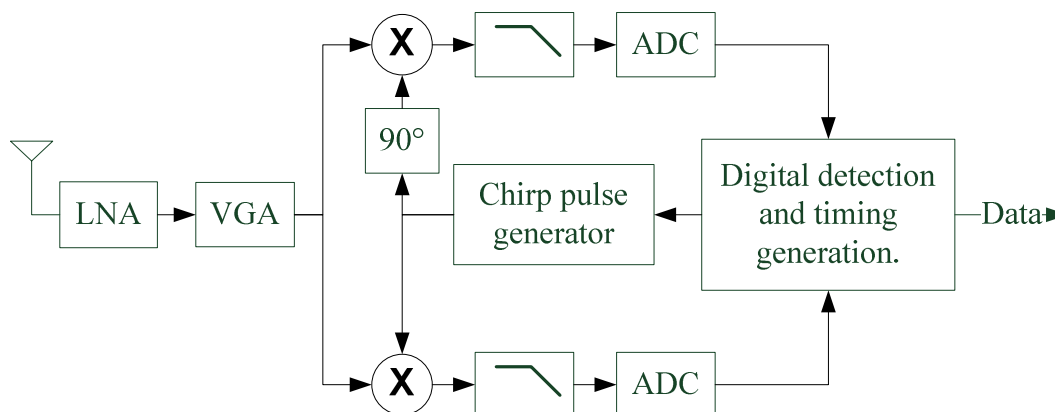 X
ADC
90°
LNA
VGA
Chirp pulse
generator
Digital detection
and timing
generation.
Data
X
ADC